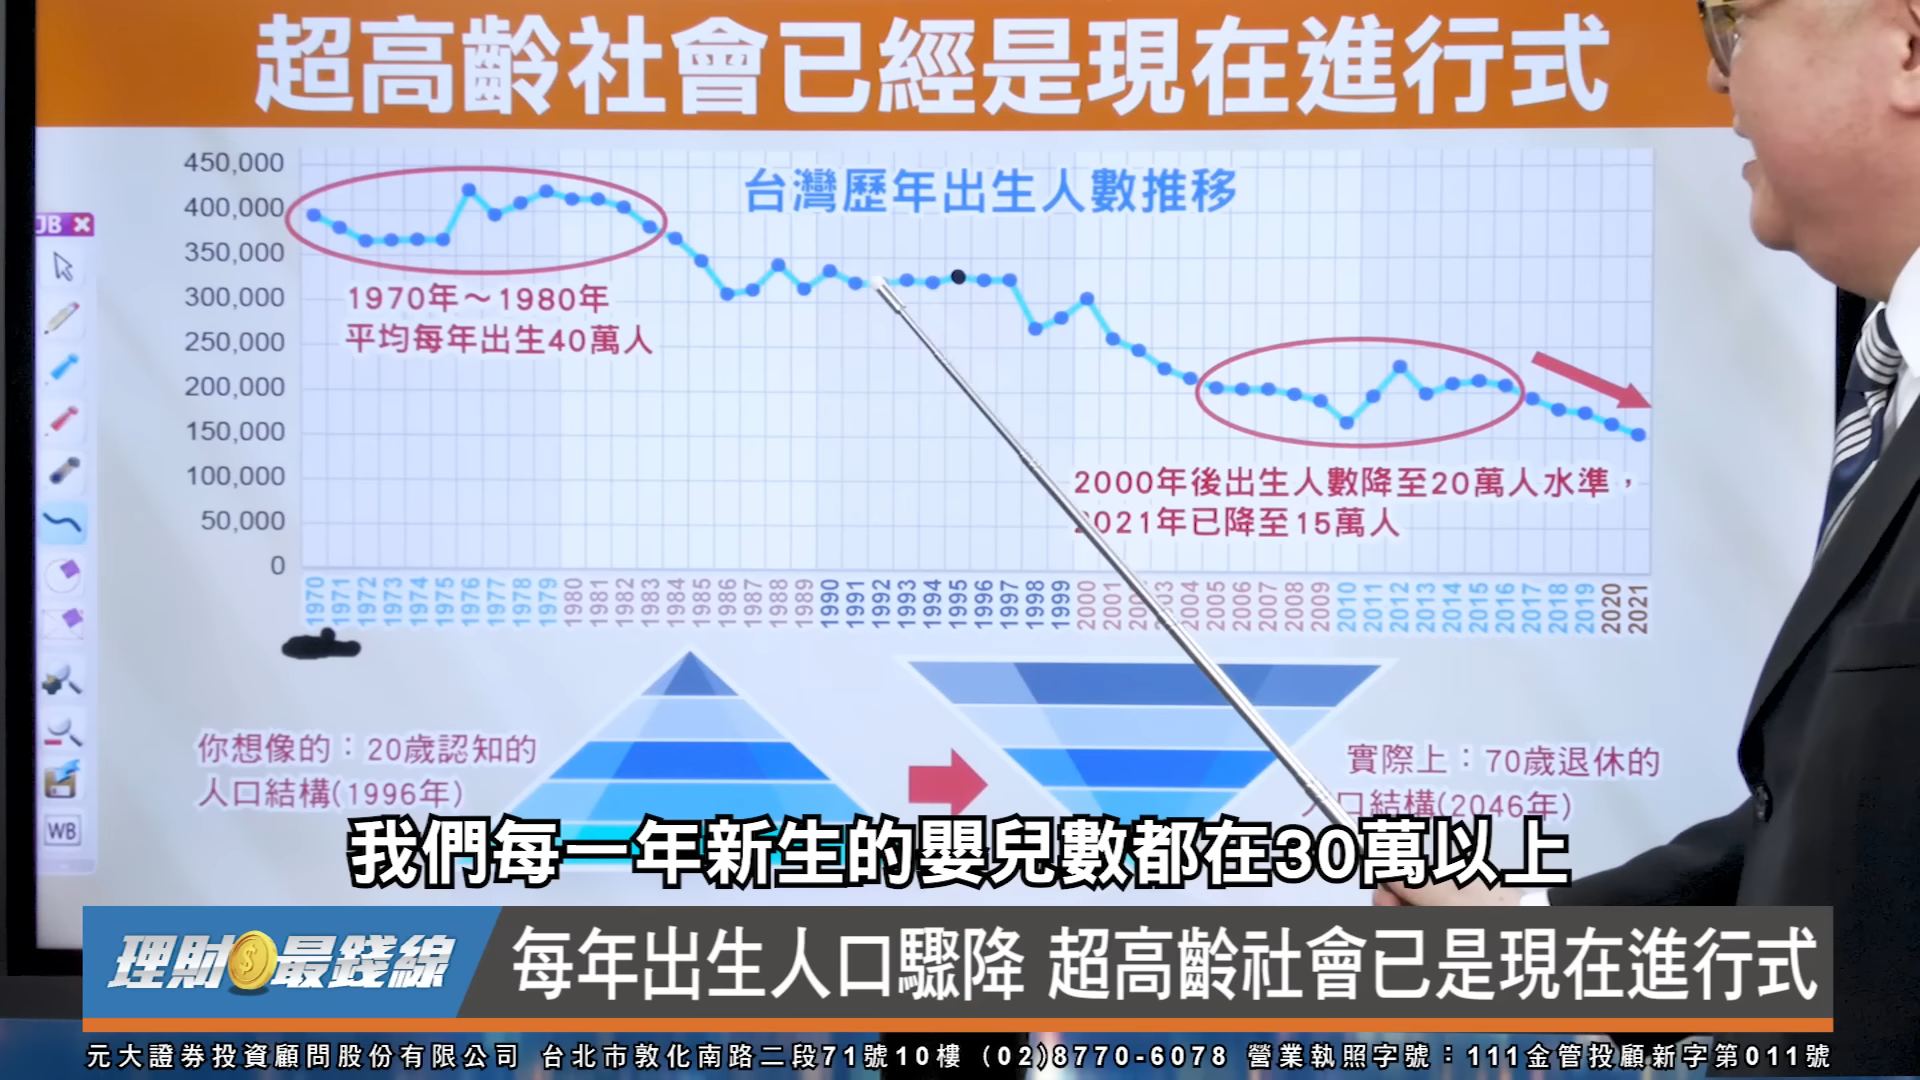 超高齡社會已經是現在進行式
台灣歷年出生人數推移
450,000
400,000
350,000
300,000
250,000
200,000
150,000
100,000
50,000
0
JB
1970年～1980年
平均每年出生40萬人
2000年後出生人數降至20萬人水準，
2021年已降至15萬人
1970 1971 1972 1973 1974 1975 1976 1977 1978 1979 1980 1981 1982 1983 1984 1985 1986 1987 1988 1989 1990 1991 1992 1993 1994 1995 1996 1997 1998 1999 2000 2001 2003 2004 2005 2006 2007 2008 2009 2010 2011 2012 2013 2014 2015 2016 2017 2018 2019 2020 2021
你想像的：20歲認知的
人口結構(1996年)
實際上：70歲退休的
人口結構(2046年)
WB
我們每一年新生的嬰兒數都在30萬以上
理財最錢線
每年出生人口驟降 超高齡社會已是現在進行式
元大證券投資顧問股份有限公司 台北市敦化南路二段71號10樓 (02)8770-6078 營業執照字號：111金管投顧新字第011號